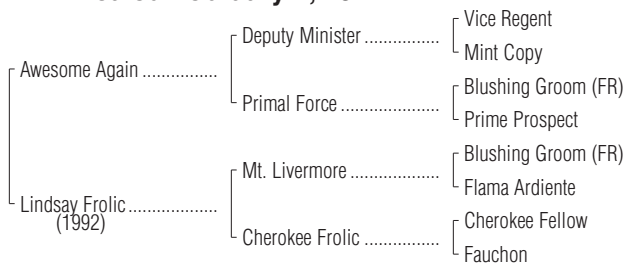 Vice Regent
Deputy Minister ................
Mint Copy
Awesome Again ................
Blushing Groom (FR)
Primal Force .....................
Prime Prospect
Blushing Groom (FR)
Mt. Livermore ...................
Flama Ardiente
Lindsay Frolic...................
(1992)
Cherokee Fellow
Cherokee Frolic ................
Fauchon